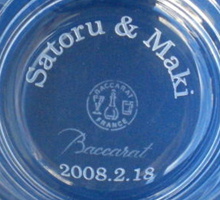 Satoru & Maki
BACCARAT
FRANCE
Baccarat
2008.2.18